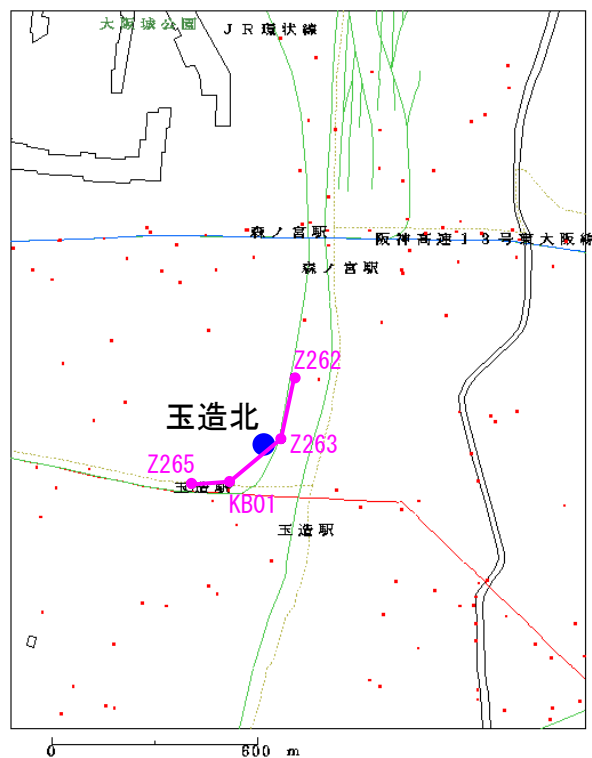 大阪城公園
ＪＲ環状線
森ノ宮駅
阪神高速１３号東大阪線
森ノ宮駅
Z262
玉造北
Z263
Z265
玉造駅
KB01
玉造駅
0 600 m